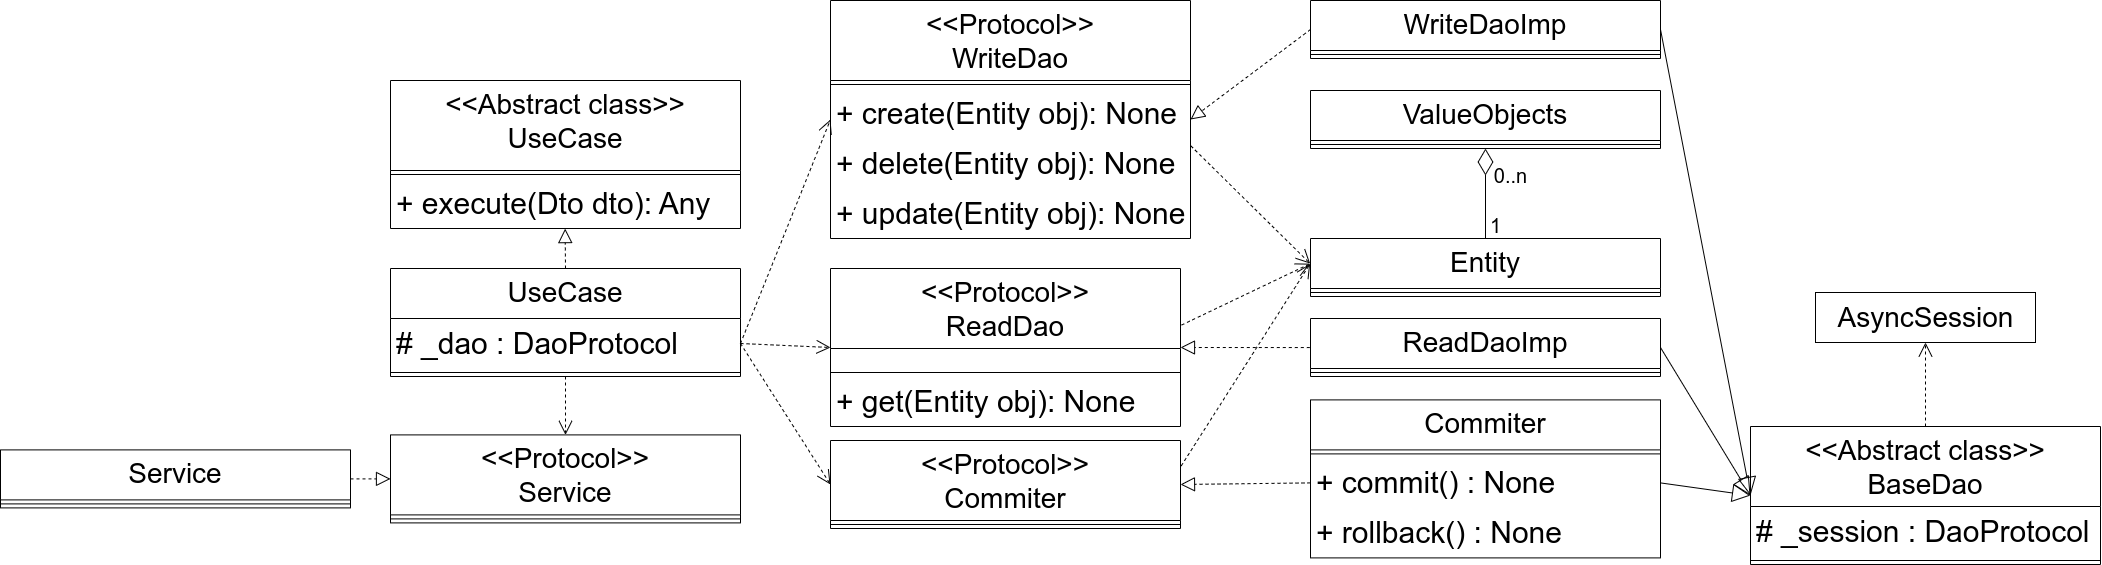 <<Abstract class>>
UseCase
+ execute(Dto dto): Any
UseCase
# _dao : DaoProtocol
Service
<<Protocol>>
Service
<<Protocol>>
WriteDao
+ create(Entity obj): None
+ delete(Entity obj): None
+ update(Entity obj): None
<<Protocol>>
ReadDao
+ get(Entity obj): None
<<Protocol>>
Commiter
WriteDaoImp
ValueObjects
0..n
1
Entity
ReadDaoImp
Commiter
+ commit() : None
+ rollback() : None
AsyncSession
<<Abstract class>>
BaseDao
# _session : DaoProtocol